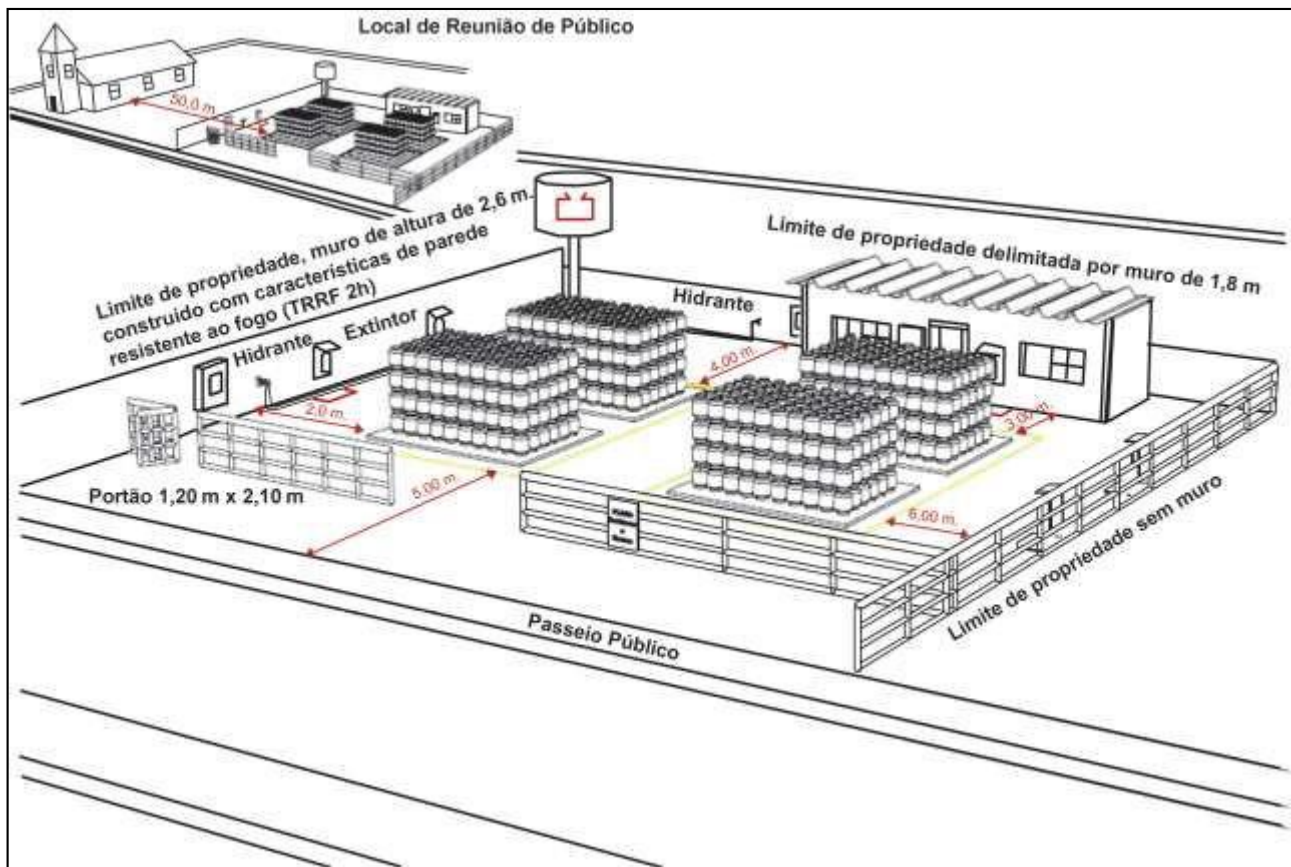 Local de Reunião de Público
50,0 m.
Limite de propriedade, muro de altura de 2,6 m.
construido com características de parede
resistente ao fogo (TRRF 2h)
Limite de propriedade delimitada por muro de 1,8 m
Hidrante
Extintor
Hidrante
4,00 m.
2,0 m.
3,00 m.
Portão 1,20 m x 2,10 m
5,00 m.
6,00 m.
Limite de propriedade sem muro
Passeio Público